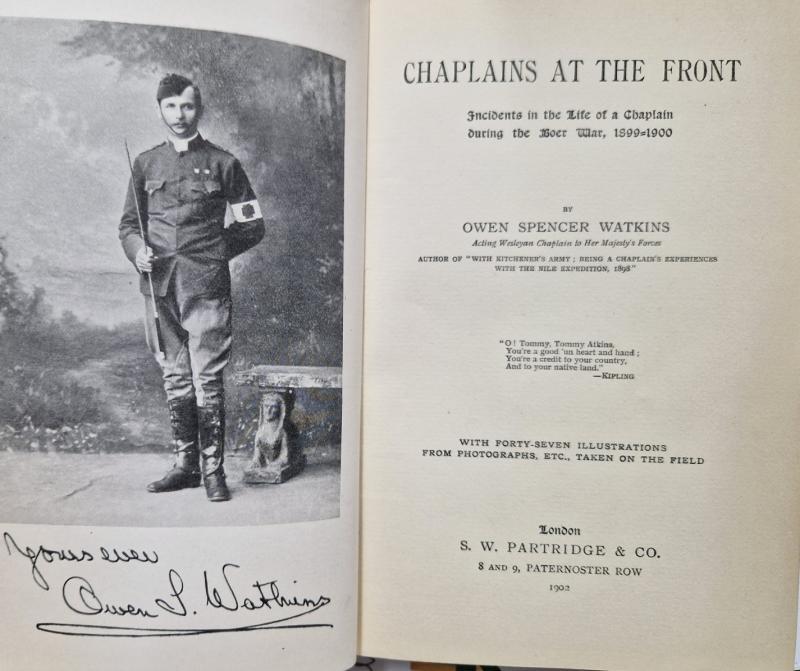 Yours ever
Owen S. Watkins
CHAPLAINS AT THE FRONT
Incidents in the Life of a Chaplain
during the Boer War, 1899=1900
BY
OWEN SPENCER WATKINS
Acting Wesleyan Chaplain to Her Majesty's Forces
AUTHOR OF "WITH KITCHENER'S ARMY; BEING A CHAPLAIN'S EXPERIENCES
WITH THE NILE EXPEDITION, 1898"
"O! Tommy, Tommy Atkins,
You're a good 'un heart and hand;
You're a credit to your country,
And to your native land."
—KIPLING
WITH FORTY-SEVEN ILLUSTRATIONS
FROM PHOTOGRAPHS, ETC., TAKEN ON THE FIELD
London
S. W. PARTRIDGE & CO.
8 AND 9, PATERNOSTER ROW
1902